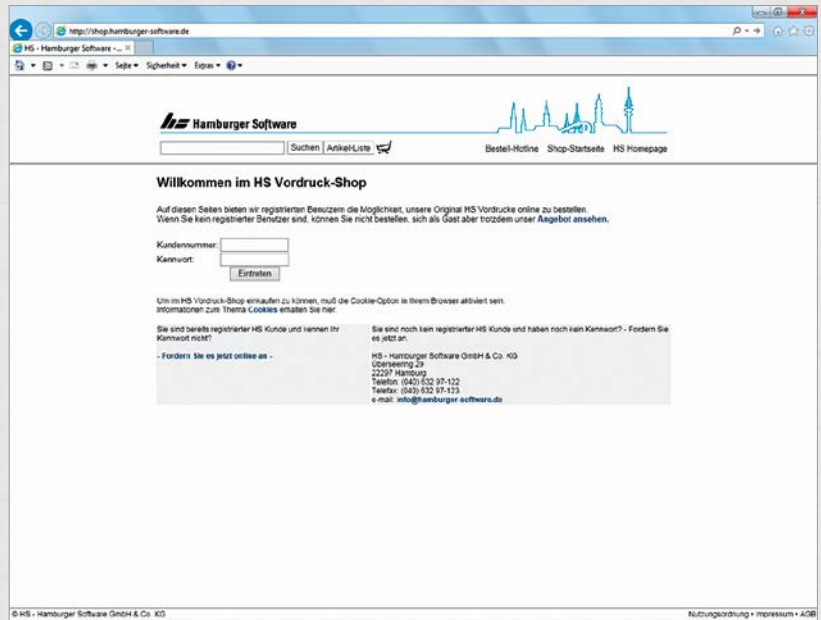 http://shop.hamburger-software.de
HS - Hamburger Software -...
Seite Sicherheit Extras
Hamburger Software
Suchen Artikel-Liste
Bestell-Hotline Shop-Startseite HS Homepage
Willkommen im HS Vordruck-Shop
Auf diesen Seiten bieten wir registrierten Benutzern die Möglichkeit, unsere Original HS Vordrucke online zu bestellen.
Wenn Sie kein registrierter Benutzer sind, können Sie nicht bestellen, sich als Gast aber trotzdem unser Angebot ansehen.
Kundennummer:
Kennwort:
Eintreten
Um im HS Vordruck-Shop einkaufen zu können, muß die Cookie-Option in Ihrem Browser aktiviert sein.
Informationen zum Thema Cookies erhalten Sie hier.
Sie sind bereits registrierter HS Kunde und kennen Ihr
Kennwort nicht?
- Fordern Sie es jetzt online an -
Sie sind noch kein registrierter HS Kunde und haben noch kein Kennwort? - Fordern Sie
es jetzt an.
HS - Hamburger Software GmbH & Co. KG
Überseering 29
22297 Hamburg
Telefon: (040) 632 97-122
Telefax: (040) 632 97-123
e-mail: info@hamburger-software.de
© HS - Hamburger Software GmbH & Co. KG
Nutzungsordnung • Impressum • AGB